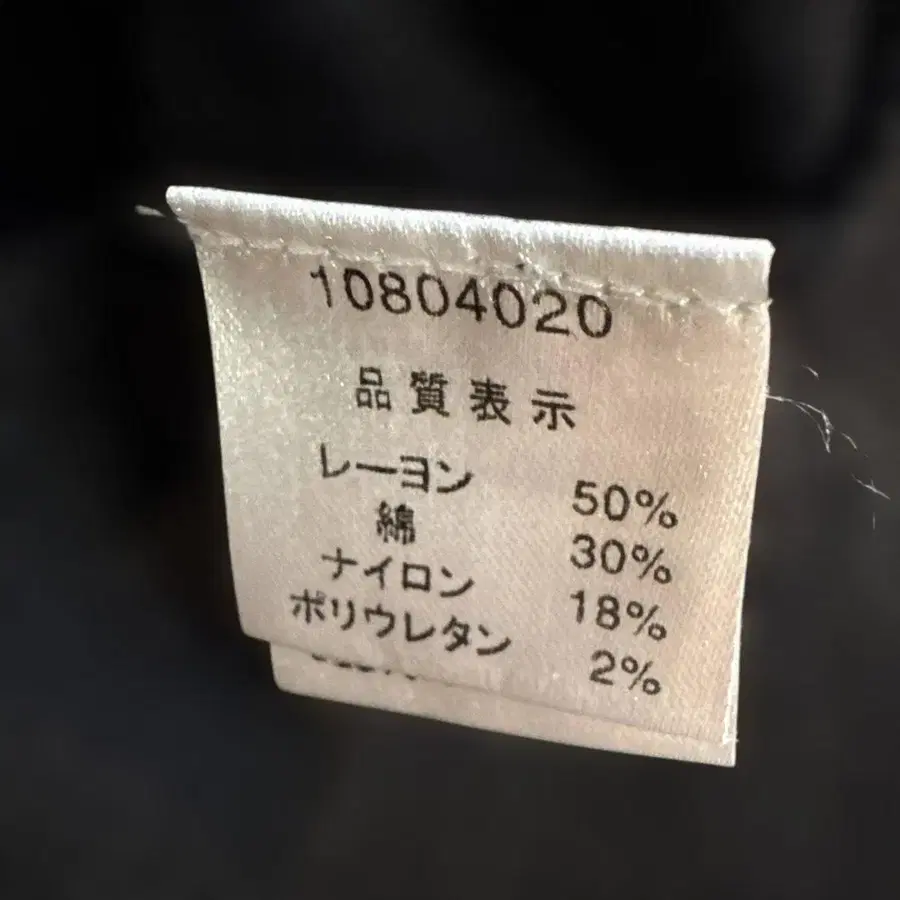 10804020
品質表示
レーヨン 50%
綿 30%
ナイロン 18%
ポリウレタン 2%